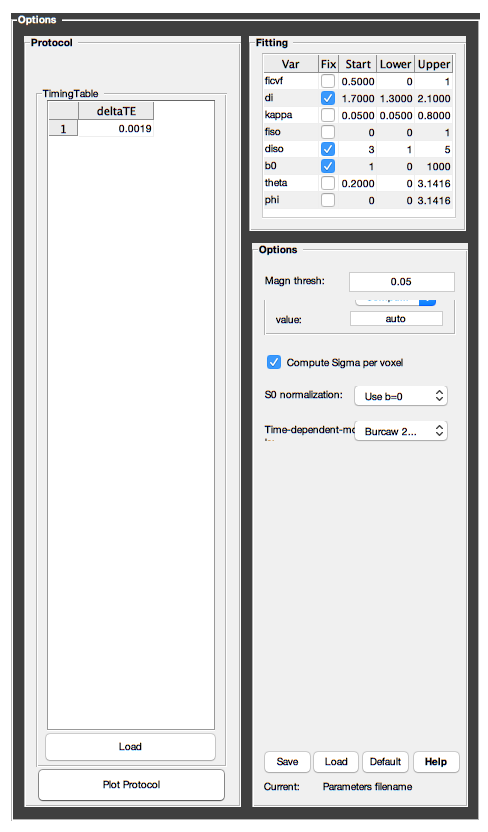 Options
Protocol
TimingTable
deltaTE
1 0.0019
Load
Plot Protocol
Fitting
Var Fix Start Lower Upper
ficvf 0.5000 0 1
di 1.7000 1.3000 2.1000
kappa 0.0500 0.0500 0.8000
fiso 0 0 1
diso 3 1 5
b0 1 0 1000
theta 0.2000 0 3.1416
phi 0 0 3.1416
Options
Magn thresh: 0.05
value: auto
Compute Sigma per voxel
S0 normalization: Use b=0
Time-dependent-mo Burcaw 2...
Save Load Default Help
Current: Parameters filename